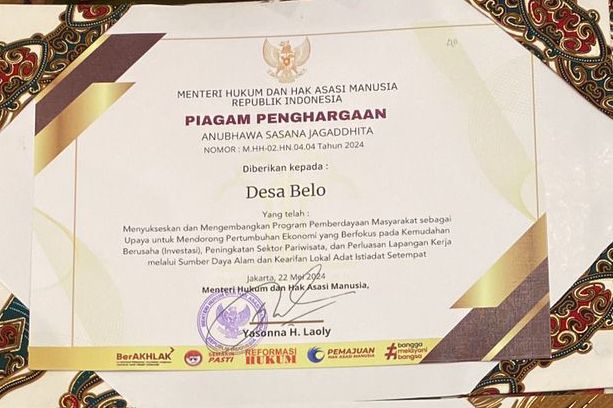 MENTERI HUKUM DAN HAK ASASI MANUSIA
REPUBLIK INDONESIA
PIAGAM PENGHARGAAN
ANUBHAWA SASANA JAGADDHITA
NOMOR : M.HH-02.HN.04.04 Tahun 2024
Diberikan kepada :
Desa Belo
Yang telah :
Menyukseskan dan Mengembangkan Program Pemberdayaan Masyarakat sebagai
Upaya untuk Mendorong Pertumbuhan Ekonomi yang Berfokus pada Kemudahan
Berusaha (Investasi), Peningkatan Sektor Pariwisata, dan Perluasan Lapangan Kerja
melalui Sumber Daya Alam dan Kearifan Lokal Adat Istiadat Setempat
Jakarta, 22 Mei 2024
Menteri Hukum dan Hak Asasi Manusia,
Yasonna H. Laoly
BerAKHLAK
SEMAKIN PASTI
REFORMASI HUKUM
PEMAJUAN HAK ASASI MANUSIA
#bangga melayani bangsa